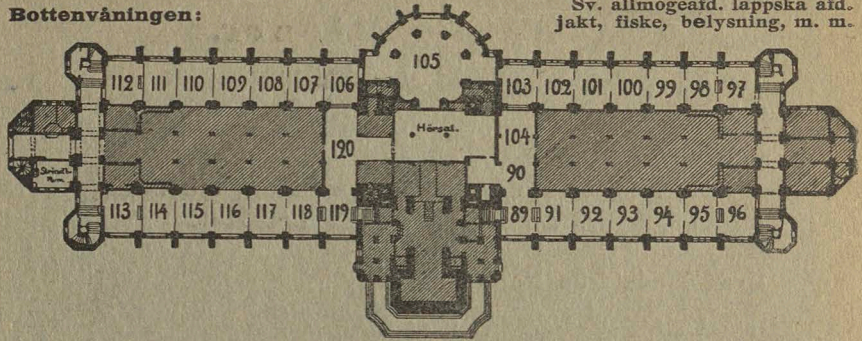 Bottenvåningen:
Sv. allmogeafd. lappska afd.
jakt, fiske, belysning, m. m.
112 111 110 109 108 107 106
105
103 102 101 100 99 98 97
120
Hörsal.
104
90
113 114 115 116 117 118 119
89 91 92 93 94 95 96